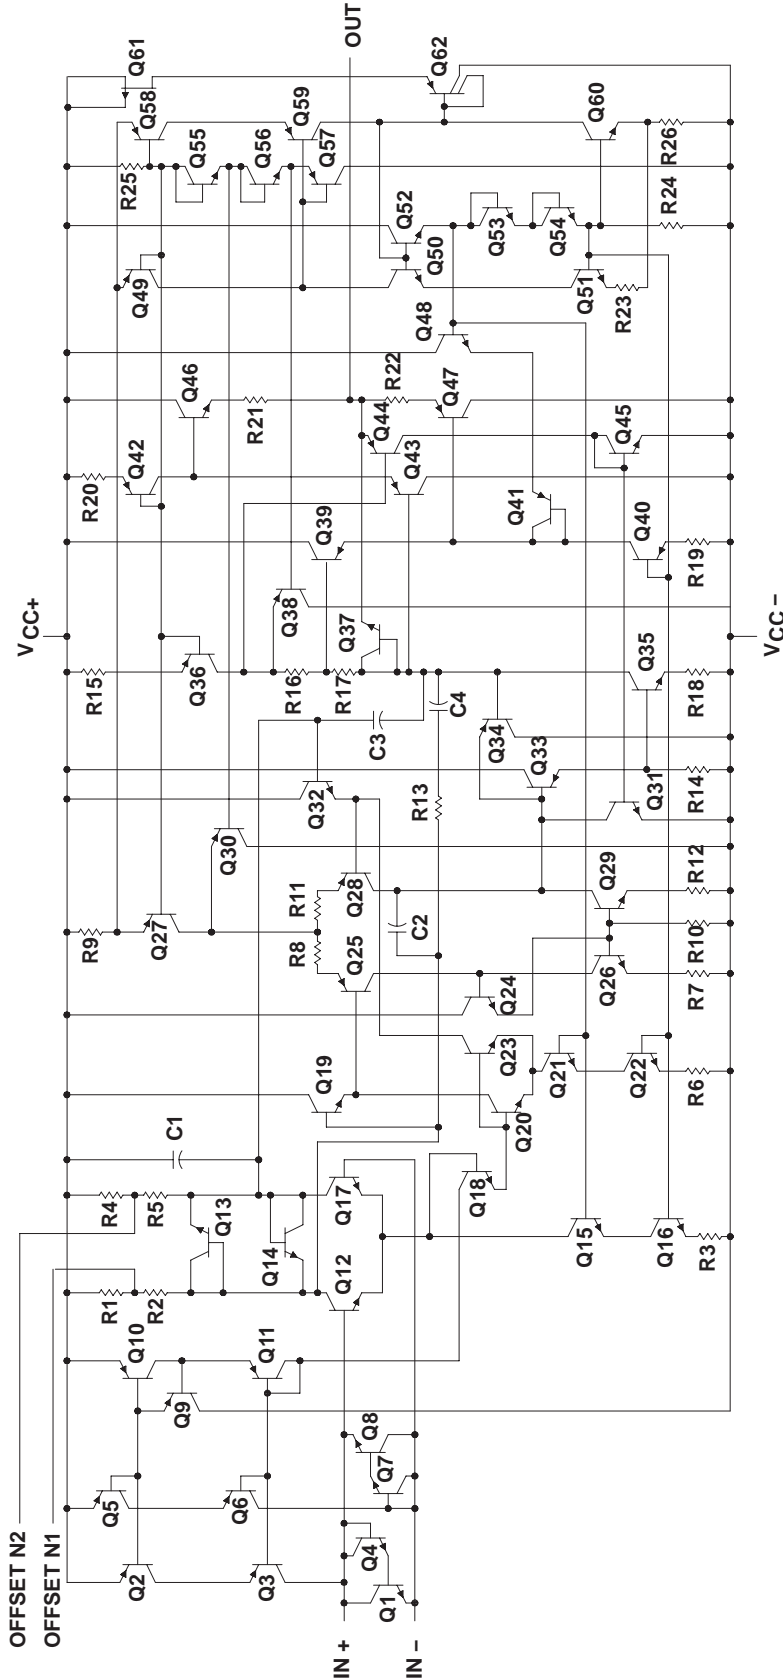 OFFSET N2
OFFSET N1
IN +
IN −
VCC+
VCC −
OUT
Q1
Q2
Q3
Q4
Q5
Q6
Q7
Q8
Q9
Q10
Q11
R1
R2
R4
R5
C1
Q12
Q13
Q14
Q15
Q16
R3
Q17
Q18
Q19
Q20
Q21
Q22
R6
Q23
Q24
Q25
Q26
R7
R8
R9
R10
R11
R12
Q27
Q28
Q29
Q30
C2
R13
Q31
R14
Q32
Q33
Q34
C3
C4
R15
Q36
R16
R17
Q35
R18
Q37
Q38
Q39
Q40
R19
Q41
R20
Q42
Q43
Q44
Q45
Q46
R21
R22
Q47
Q48
Q49
Q50
Q51
R23
Q52
Q53
Q54
R24
R25
Q55
Q56
Q57
Q58
Q59
Q60
R26
Q61
Q62